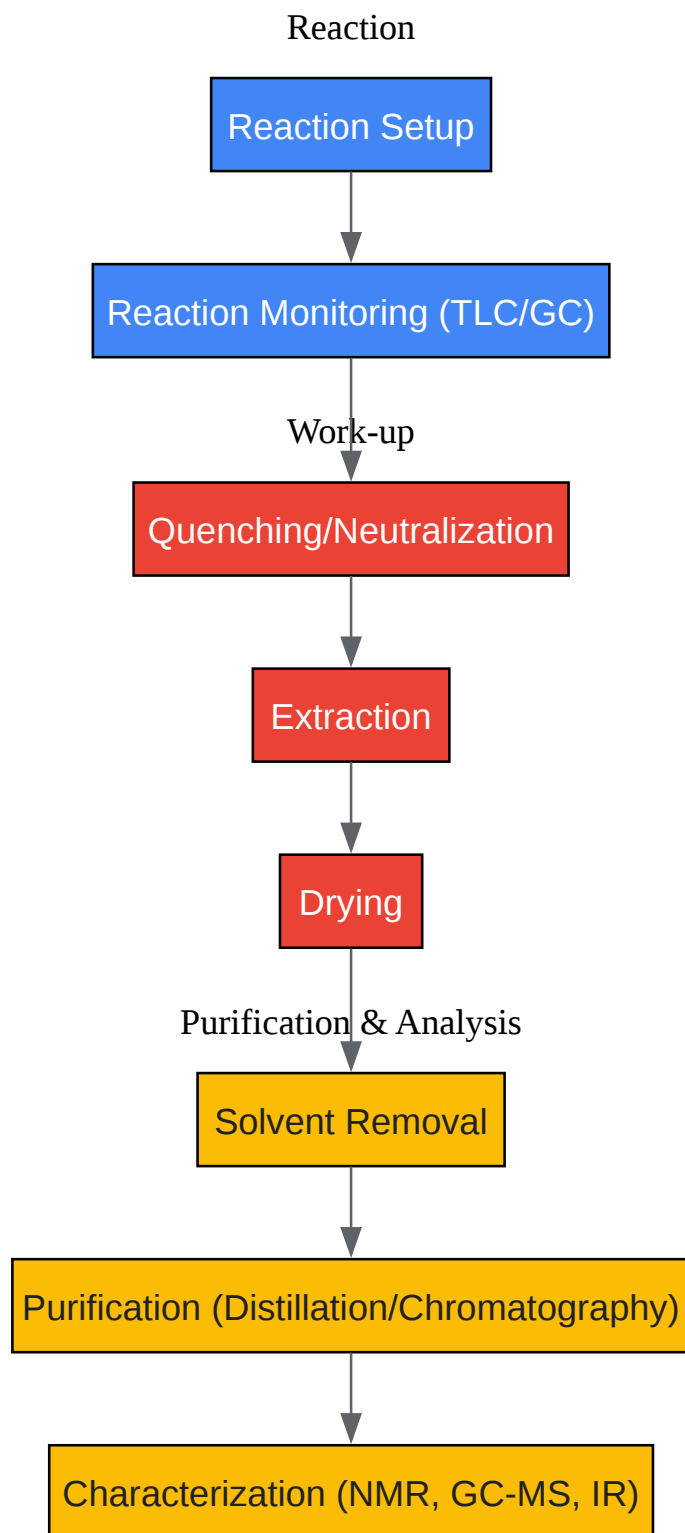 Reaction
Reaction Setup
Reaction Monitoring (TLC/GC)
Work-up
Quenching/Neutralization
Extraction
Drying
Purification & Analysis
Solvent Removal
Purification (Distillation/Chromatography)
Characterization (NMR, GC-MS, IR)